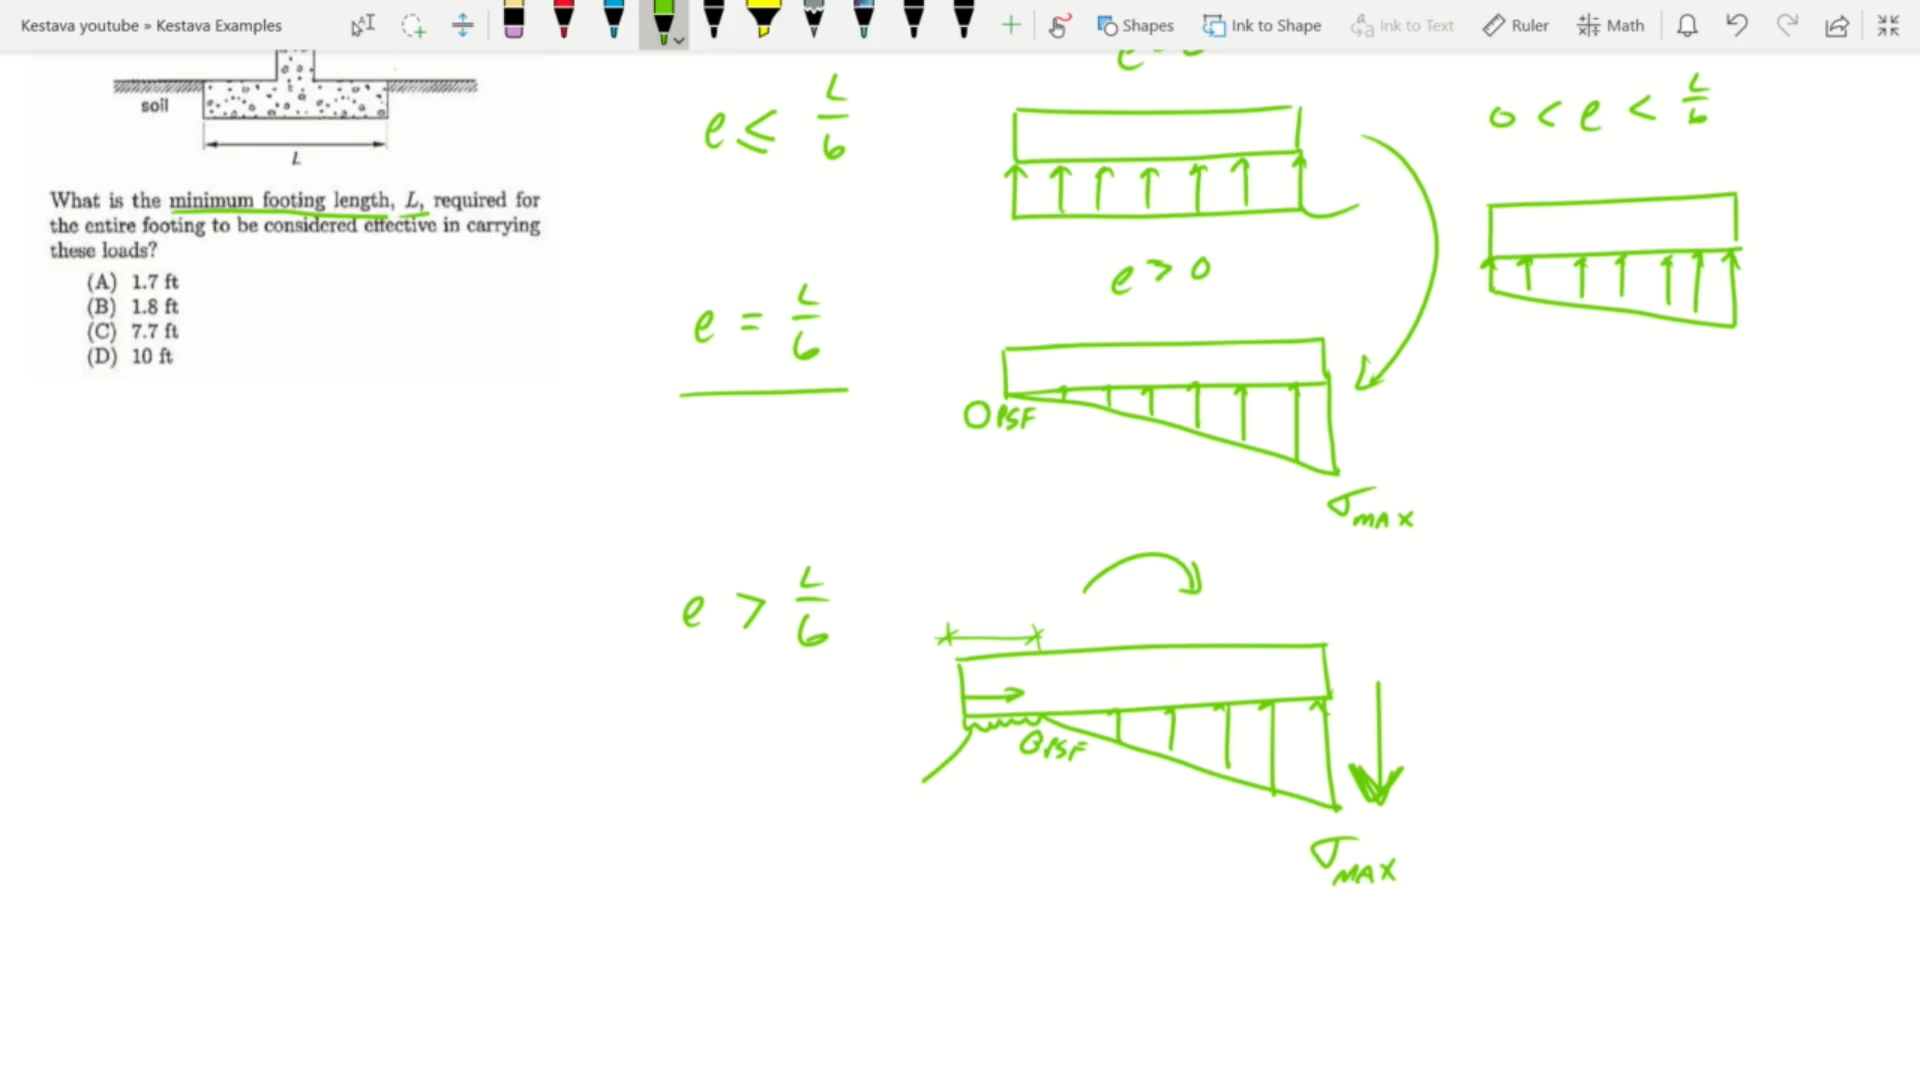 Kestava youtube » Kestava Examples
Shapes
Ink to Shape
Ink to Text
Ruler
Math
soil
L
What is the minimum footing length, L, required for
the entire footing to be considered effective in carrying
these loads?
(A) 1.7 ft
(B) 1.8 ft
(C) 7.7 ft
(D) 10 ft
e ≤ L/6
0 < e < L/6
e > 0
e = L/6
0 PSF
σMAX
e > L/6
0 PSF
σMAX